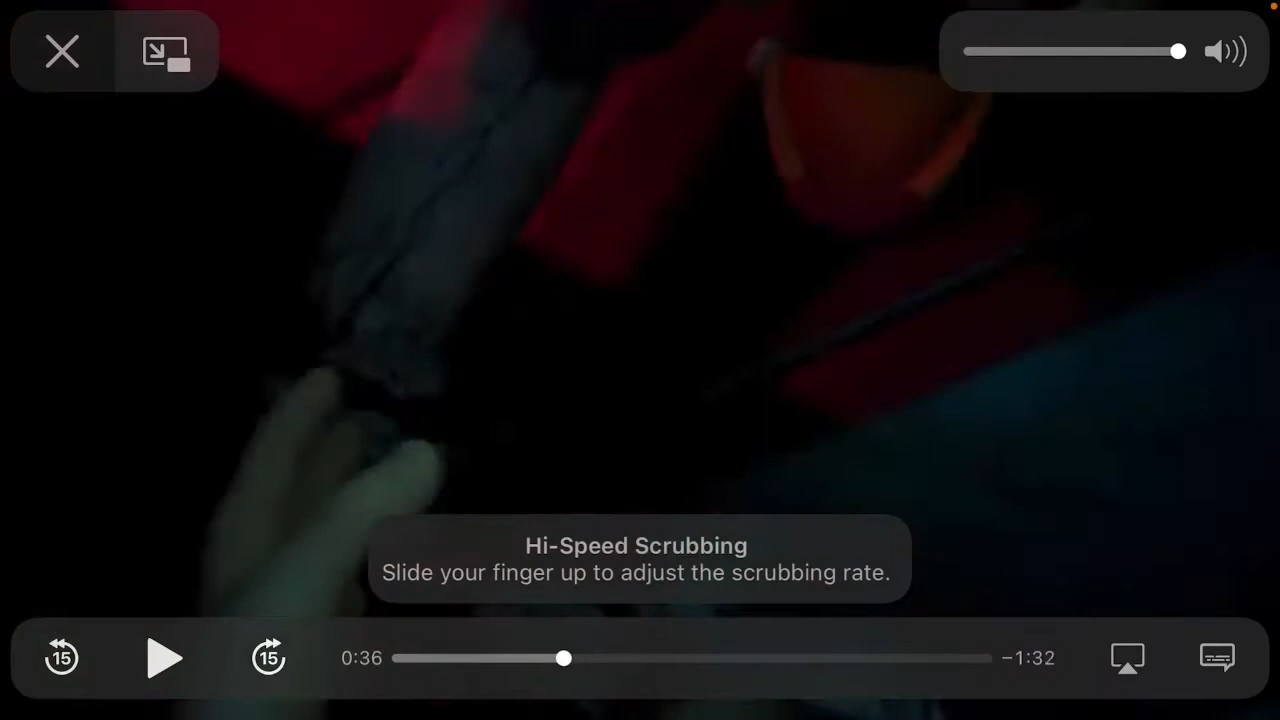 Hi-Speed Scrubbing
Slide your finger up to adjust the scrubbing rate.
15
15
0:36
−1:32